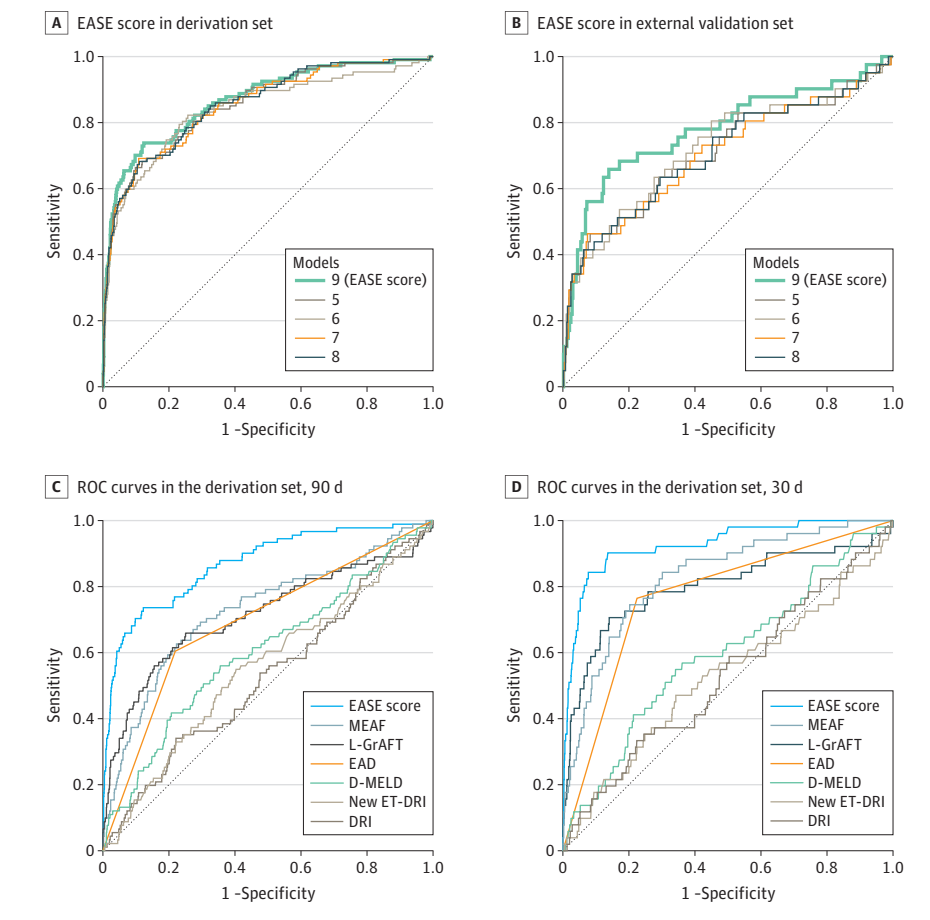 A EASE score in derivation set
1.0
0.8
0.6
0.4
0.2
0
Sensitivity
0 0.2 0.4 0.6 0.8 1.0
1 -Specificity
Models
9 (EASE score)
5
6
7
8
B EASE score in external validation set
1.0
0.8
0.6
0.4
0.2
0
Sensitivity
0 0.2 0.4 0.6 0.8 1.0
1 -Specificity
Models
9 (EASE score)
5
6
7
8
C ROC curves in the derivation set, 90 d
1.0
0.8
0.6
0.4
0.2
0
Sensitivity
0 0.2 0.4 0.6 0.8 1.0
1 -Specificity
EASE score
MEAF
L-GrAFT
EAD
D-MELD
New ET-DRI
DRI
D ROC curves in the derivation set, 30 d
1.0
0.8
0.6
0.4
0.2
0
Sensitivity
0 0.2 0.4 0.6 0.8 1.0
1 -Specificity
EASE score
MEAF
L-GrAFT
EAD
D-MELD
New ET-DRI
DRI